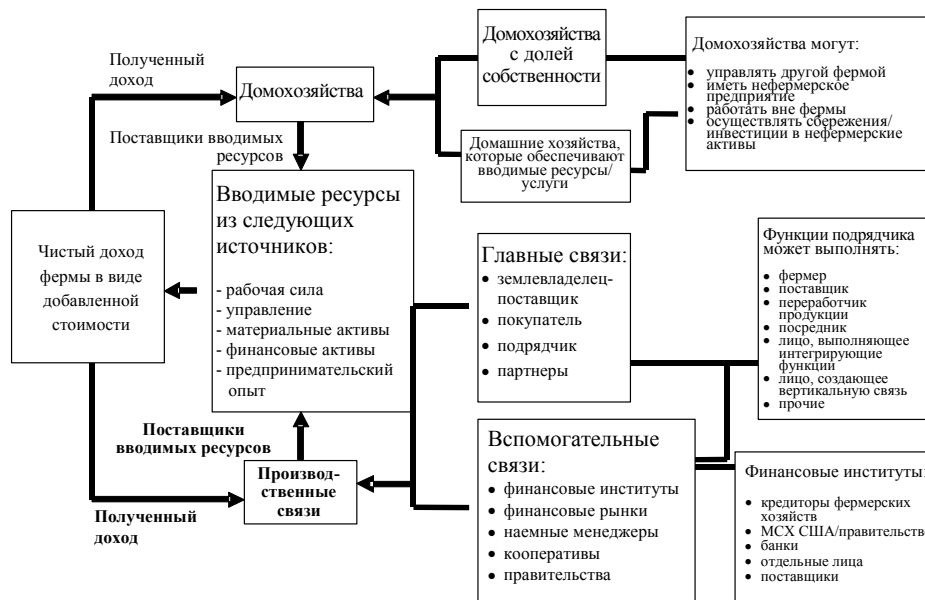 Полученный
доход
Домохозяйства
Поставщики вводимых
ресурсов
Домохозяйства
с долей
собственности
Домашние хозяйства,
которые обеспечивают
вводимые ресурсы/
услуги
Домохозяйства могут:
• управлять другой фермой
• иметь нефермерское
предприятие
• работать вне фермы
• осуществлять сбережения/
инвестиции в нефермерские
активы
Чистый доход
фермы в виде
добавленной
стоимости
Вводимые ресурсы
из следующих
источников:
- рабочая сила
- управление
- материальные активы
- финансовые активы
- предпринимательский
опыт
Главные связи:
• землевладелец-
поставщик
• покупатель
• подрядчик
• партнеры
Функции подрядчика
может выполнять:
• фермер
• поставщик
• переработчик
продукции
• посредник
• лицо, выполняющее
интегрирующие
функции
• лицо, создающее
вертикальную связь
• прочие
Поставщики
вводимых ресурсов
Производ-
ственные
связи
Полученный
доход
Вспомогательные
связи:
• финансовые институты
• финансовые рынки
• наемные менеджеры
• кооперативы
• правительства
Финансовые институты:
• кредиторы фермерских
хозяйств
• МСХ США/правительство
• банки
• отдельные лица
• поставщики